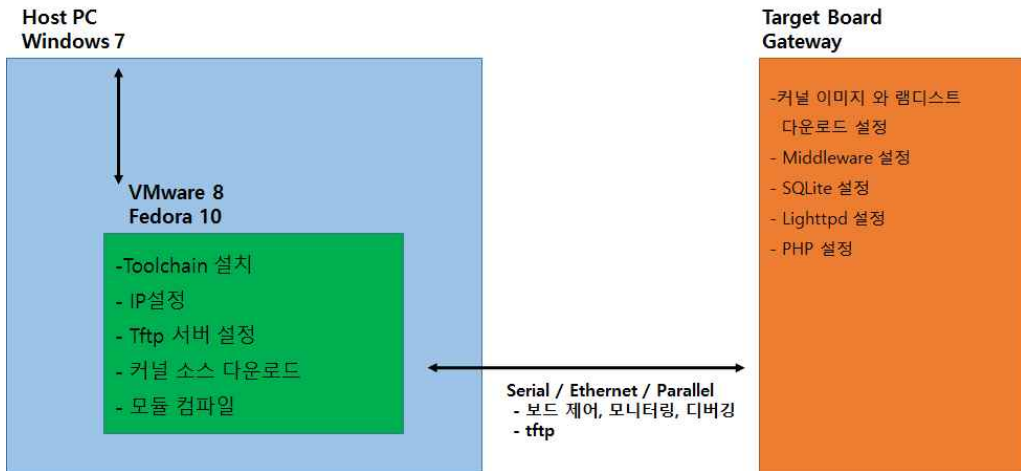 Host PC
Windows 7
VMware 8
Fedora 10
-Toolchain 설치
- IP설정
- Tftp 서버 설정
- 커널 소스 다운로드
- 모듈 컴파일
Serial / Ethernet / Parallel
- 보드 제어, 모니터링, 디버깅
- tftp
Target Board
Gateway
-커널 이미지 와 램디스트
다운로드 설정
- Middleware 설정
- SQLite 설정
- Lighttpd 설정
- PHP 설정